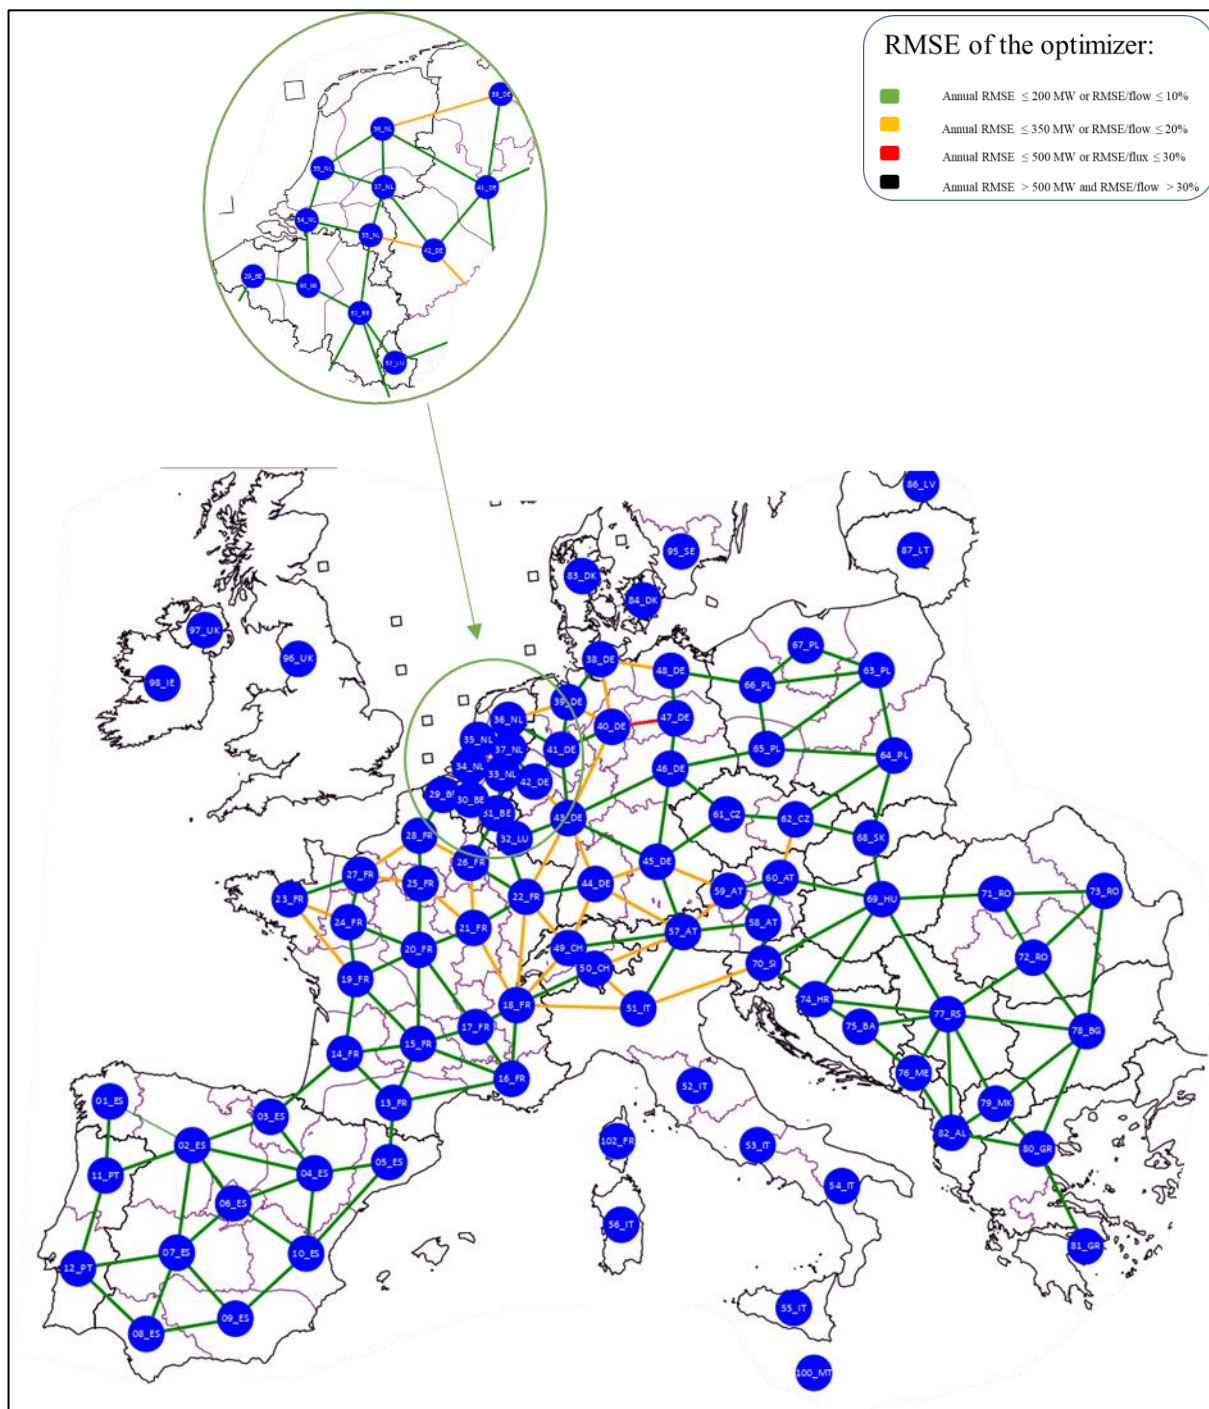 RMSE of the optimizer:
Annual RMSE ≤ 200 MW or RMSE/flow ≤ 10%
Annual RMSE ≤ 350 MW or RMSE/flow ≤ 20%
Annual RMSE ≤ 500 MW or RMSE/flux ≤ 30%
Annual RMSE > 500 MW and RMSE/flow > 30%
39_DE
36_NL
35_NL
37_NL
41_DE
34_NL
33_NL
42_DE
29_BE
30_BE
31_BE
86_LV
87_LT
95_SE
83_DK
84_DK
97_UK
96_UK
98_IE
67_PL
38_DE
48_DE
63_PL
66_PL
39_DE
36_NL
40_DE
47_DE
35_NL
37_NL
41_DE
65_PL
64_PL
34_NL
33_NL
46_DE
42_DE
29_BE
30_BE
31_BE
43_DE
61_CZ
62_CZ
28_FR
32_LU
68_SK
26_FR
45_DE
27_FR
25_FR
44_DE
60_AT
59_AT
23_FR
22_FR
69_HU
71_RO
73_RO
24_FR
21_FR
58_AT
57_AT
20_FR
49_CH
50_CH
70_SI
72_RO
19_FR
18_FR
51_IT
74_HR
77_RS
17_FR
75_BA
78_BG
15_FR
14_FR
16_FR
76_ME
52_IT
01_ES
13_FR
79_MK
03_ES
02_ES
102_FR
53_IT
82_AL
80_GR
11_PT
04_ES
05_ES
54_IT
06_ES
56_IT
07_ES
10_ES
81_GR
12_PT
09_ES
08_ES
55_IT
100_MT